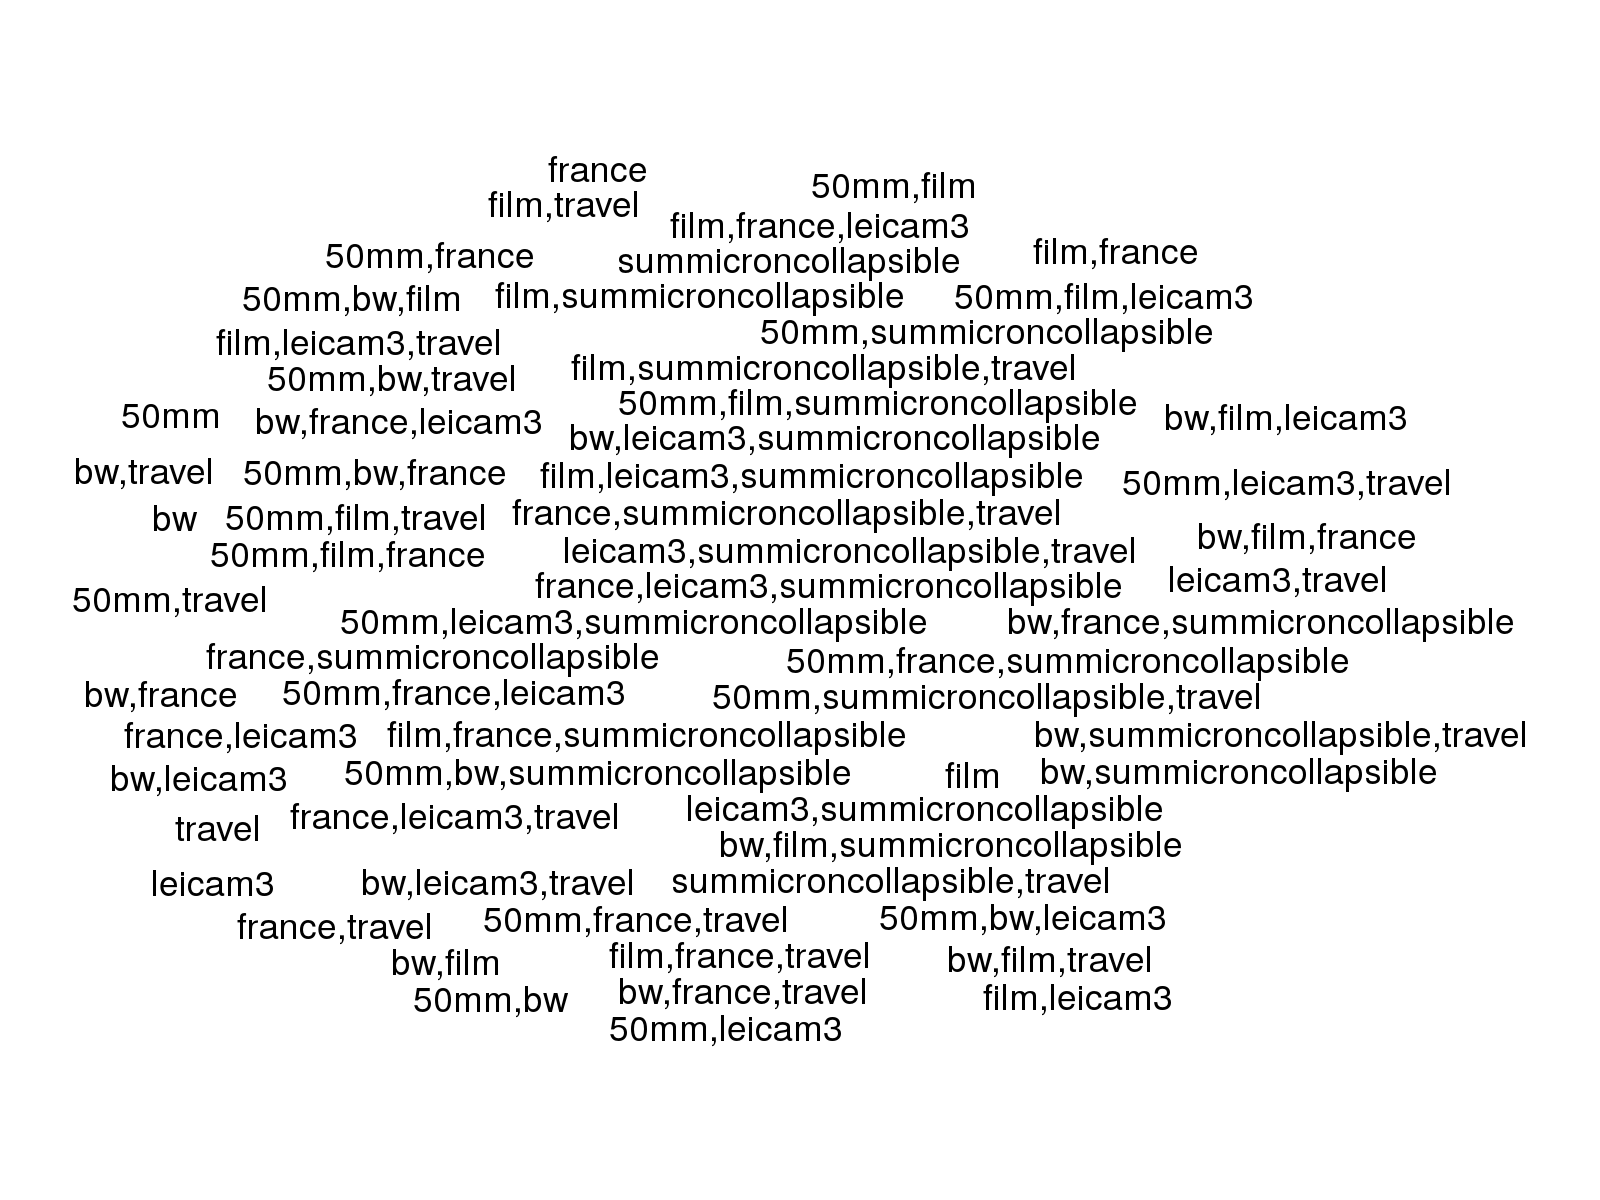 france
50mm,film
film,travel
film,france,leicam3
50mm,france
summicroncollapsible
film,france
50mm,bw,film
film,summicroncollapsible
50mm,film,leicam3
50mm,summicroncollapsible
film,leicam3,travel
film,summicroncollapsible,travel
50mm,bw,travel
50mm,film,summicroncollapsible
50mm
bw,france,leicam3
bw,film,leicam3
bw,leicam3,summicroncollapsible
bw,travel
50mm,bw,france
film,leicam3,summicroncollapsible
50mm,leicam3,travel
bw
50mm,film,travel
france,summicroncollapsible,travel
bw,film,france
50mm,film,france
leicam3,summicroncollapsible,travel
leicam3,travel
france,leicam3,summicroncollapsible
50mm,travel
50mm,leicam3,summicroncollapsible
bw,france,summicroncollapsible
france,summicroncollapsible
50mm,france,summicroncollapsible
bw,france
50mm,france,leicam3
50mm,summicroncollapsible,travel
france,leicam3
film,france,summicroncollapsible
bw,summicroncollapsible,travel
bw,leicam3
50mm,bw,summicroncollapsible
film
bw,summicroncollapsible
leicam3,summicroncollapsible
travel
france,leicam3,travel
bw,film,summicroncollapsible
leicam3
bw,leicam3,travel
summicroncollapsible,travel
france,travel
50mm,france,travel
50mm,bw,leicam3
bw,film
film,france,travel
bw,film,travel
50mm,bw
bw,france,travel
film,leicam3
50mm,leicam3